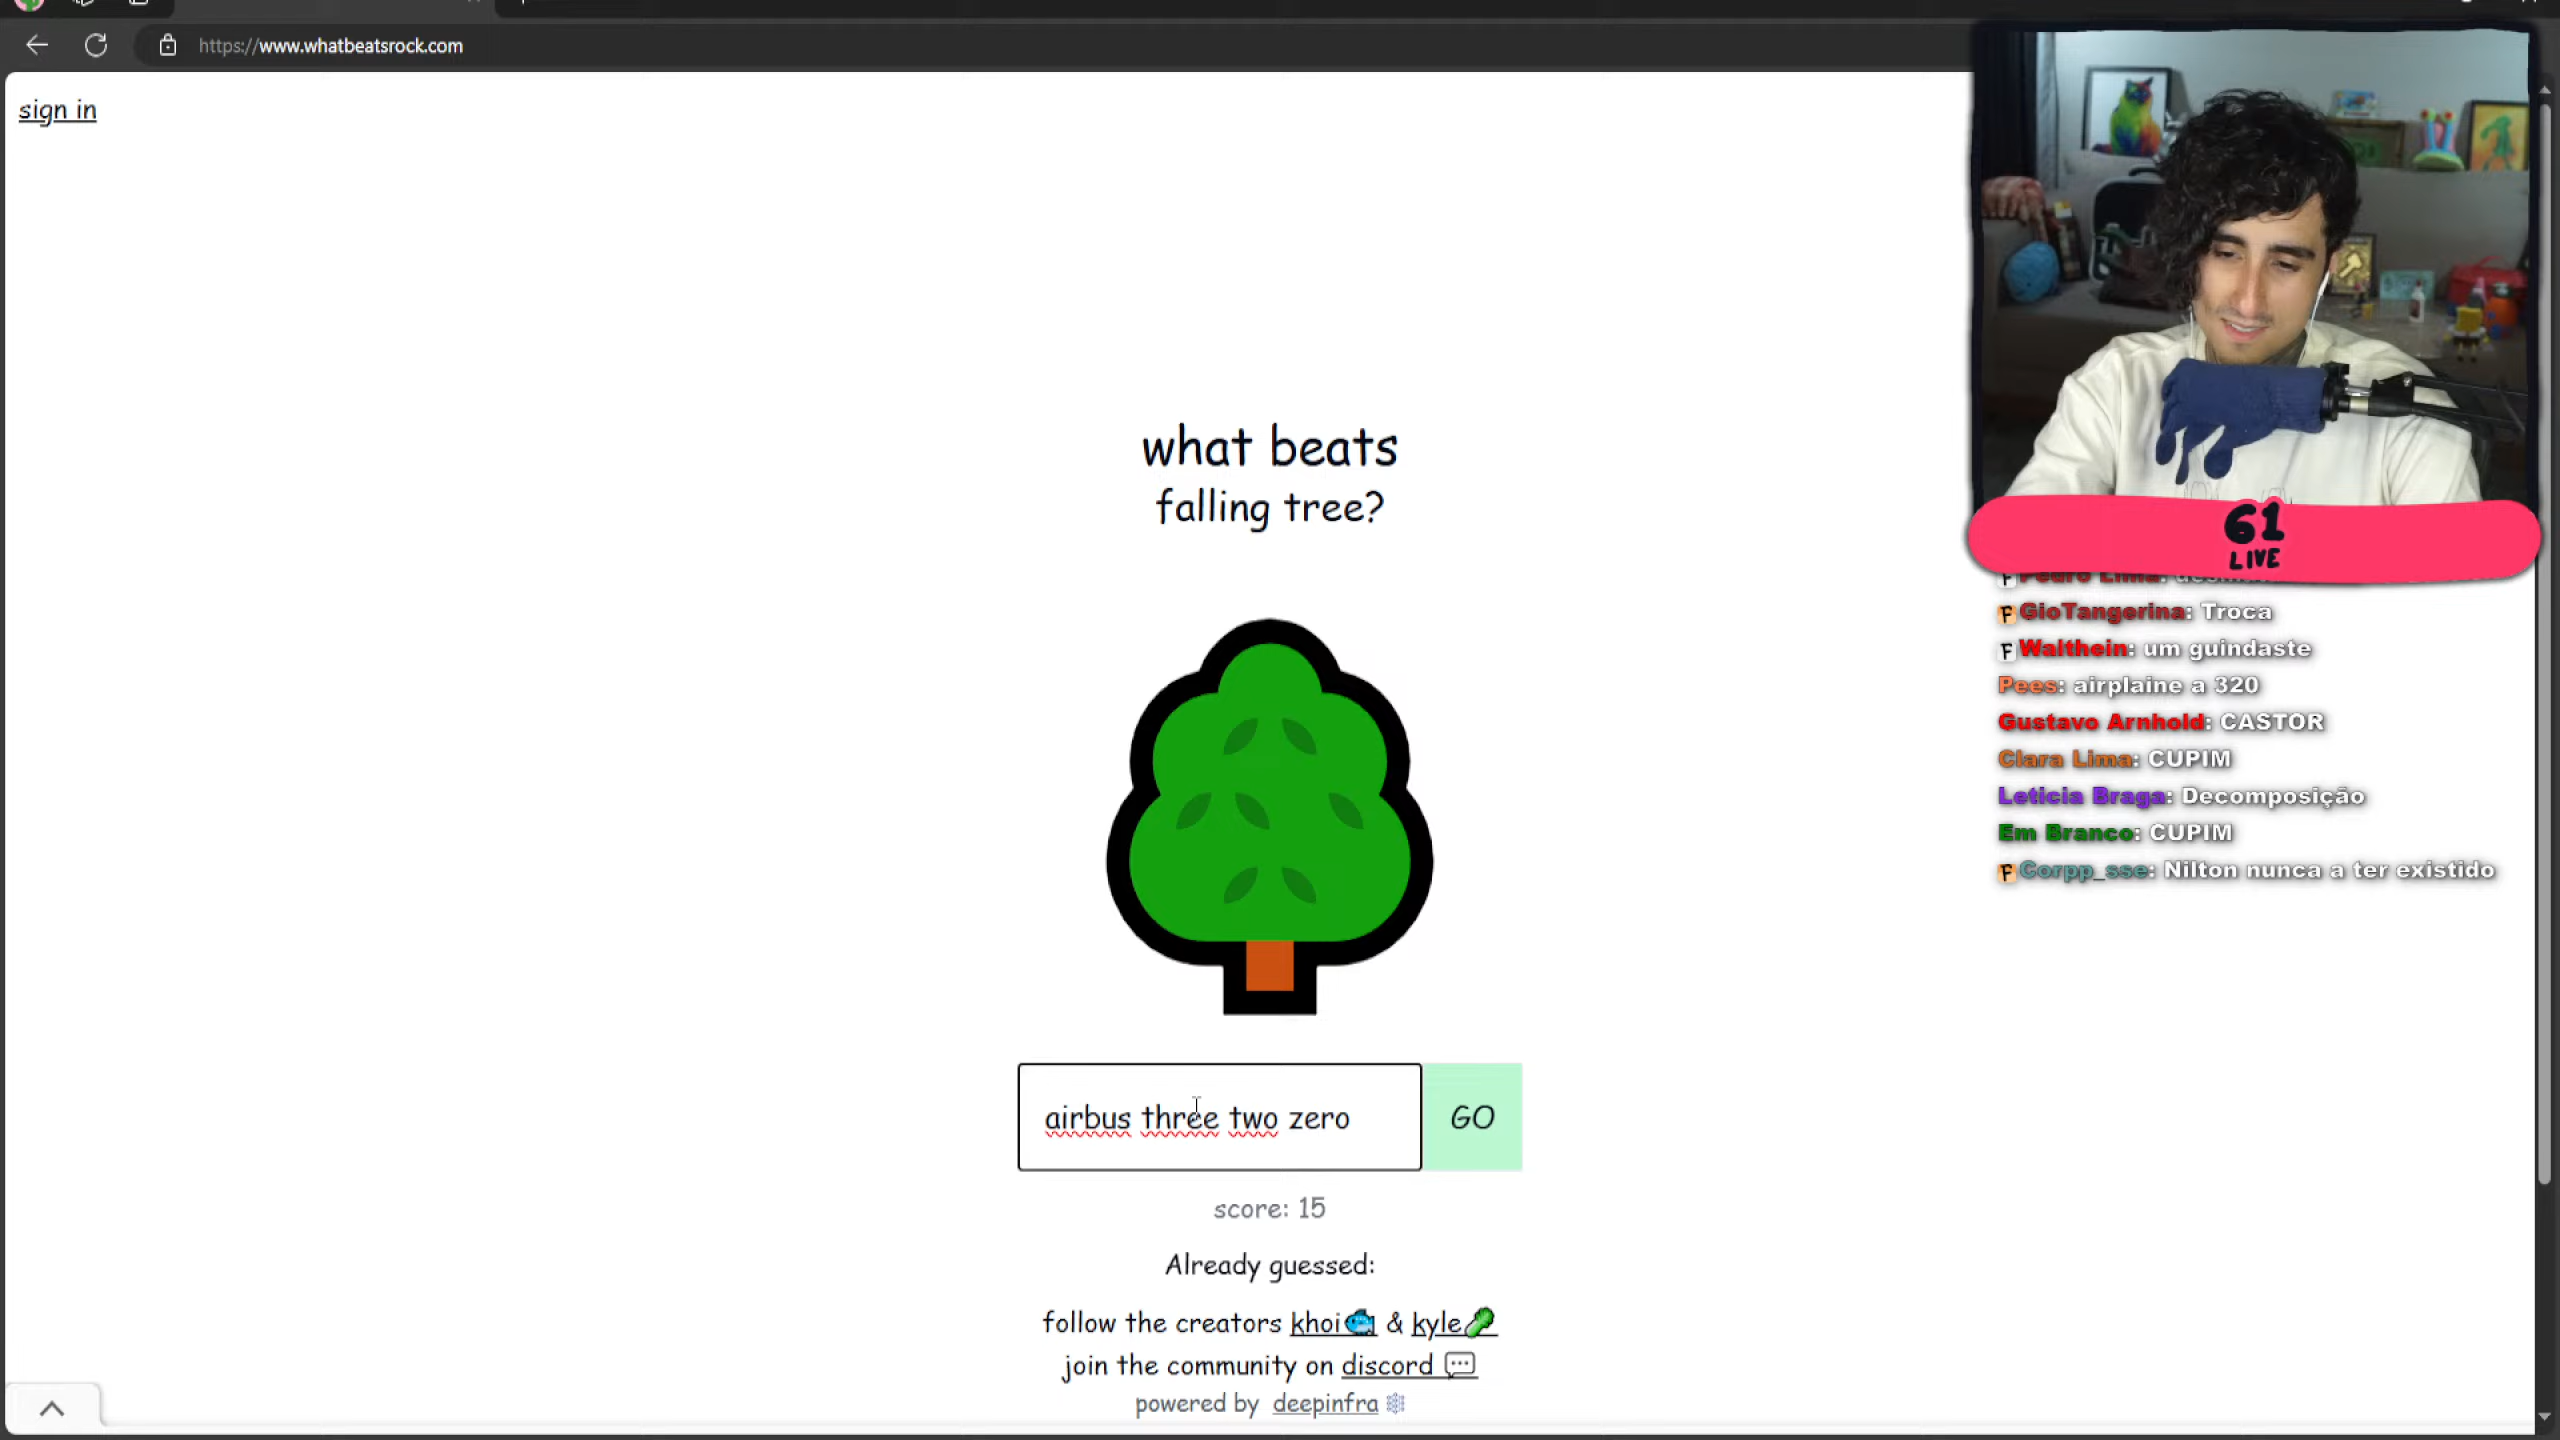 https://www.whatbeatsrock.com
sign in
what beats
falling tree?
airbus three two zero
GO
score: 15
Already guessed:
follow the creators khoi & kyle
join the community on discord
powered by deepinfra
61
LIVE
Pedro Lima:
GioTangerina: Troca
Walthein: um guindaste
Pees: airplaine a 320
Gustavo Arnhold: CASTOR
Clara Lima: CUPIM
Leticia Braga: Decomposição
Em Branco: CUPIM
Corpp_sse: Nilton nunca a ter existido